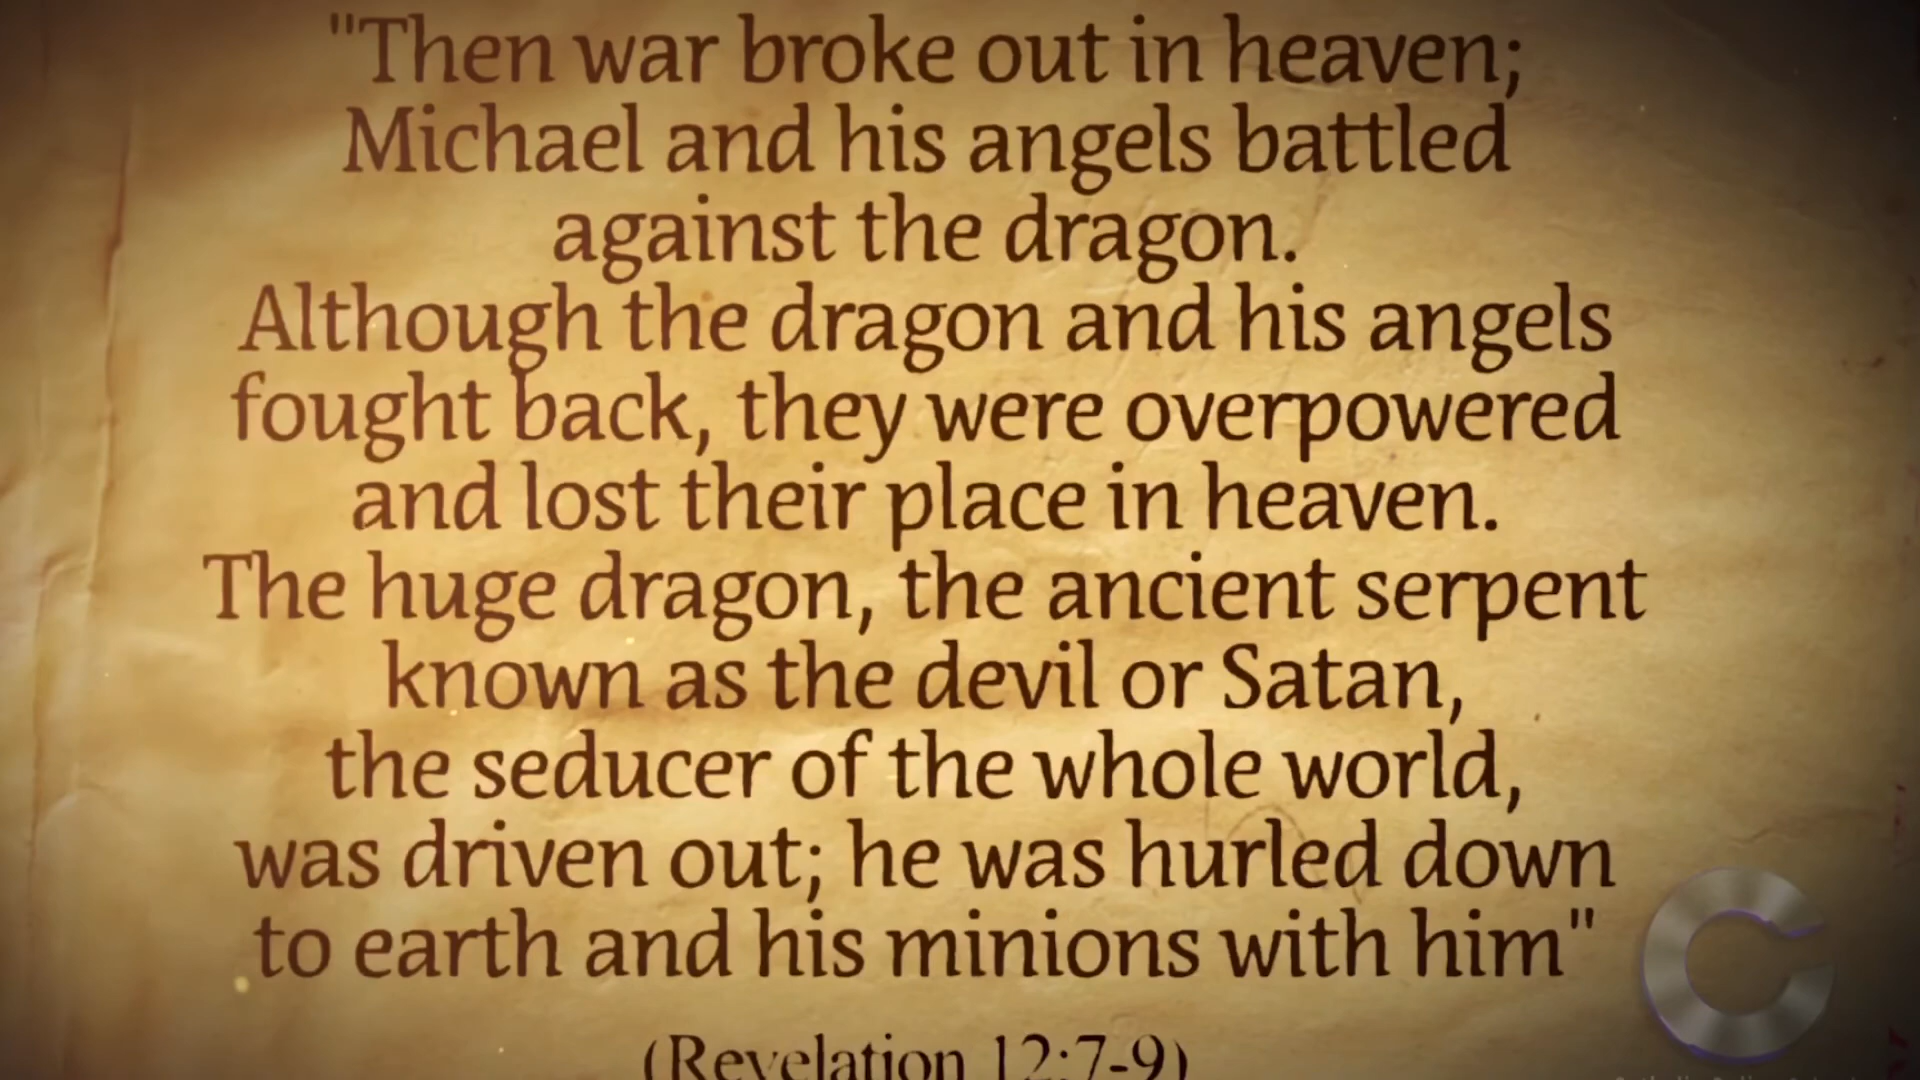 "Then war broke out in heaven;
Michael and his angels battled
against the dragon.
Although the dragon and his angels
fought back, they were overpowered
and lost their place in heaven.
The huge dragon, the ancient serpent
known as the devil or Satan,
the seducer of the whole world,
was driven out; he was hurled down
to earth and his minions with him"
(Revelation 12:7-9)